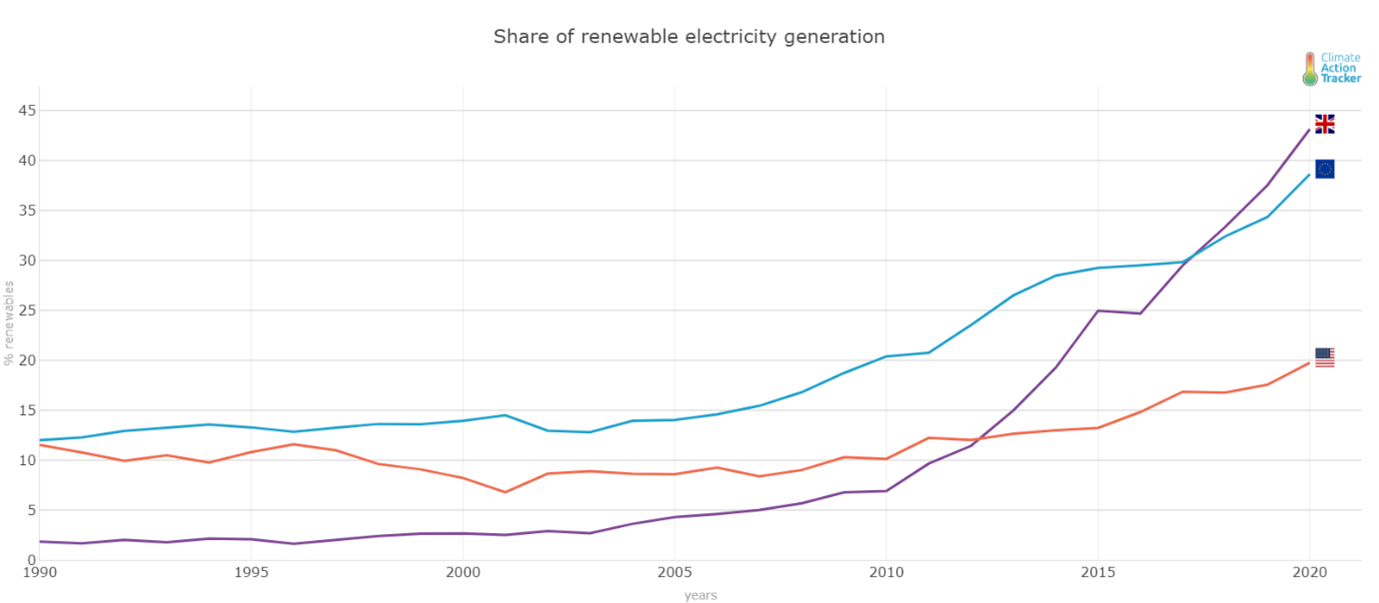 Share of renewable electricity generation
Climate
Action
Tracker
45
40
35
30
25
20
15
10
5
0
% renewables
1990
1995
2000
2005
2010
2015
2020
years